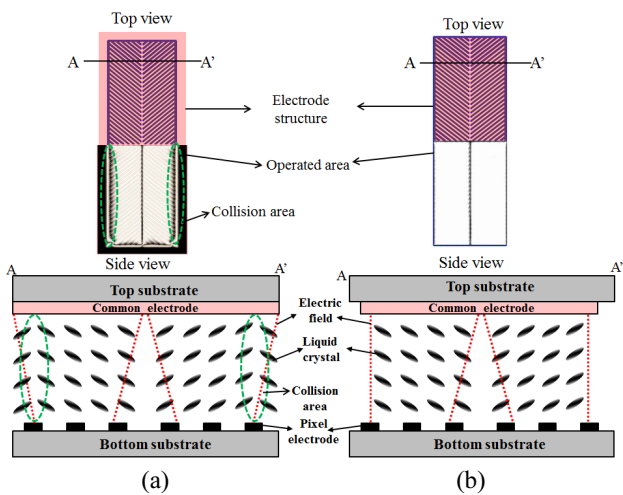 Top view
A A'
Electrode
structure
Operated area
Collision area
Side view
A A'
Top substrate
Common electrode
Electric
field
Liquid
crystal
Collision
area
Pixel
electrode
Bottom substrate
(a)
Top view
A A'
Side view
A A'
Top substrate
Common electrode
Bottom substrate
(b)